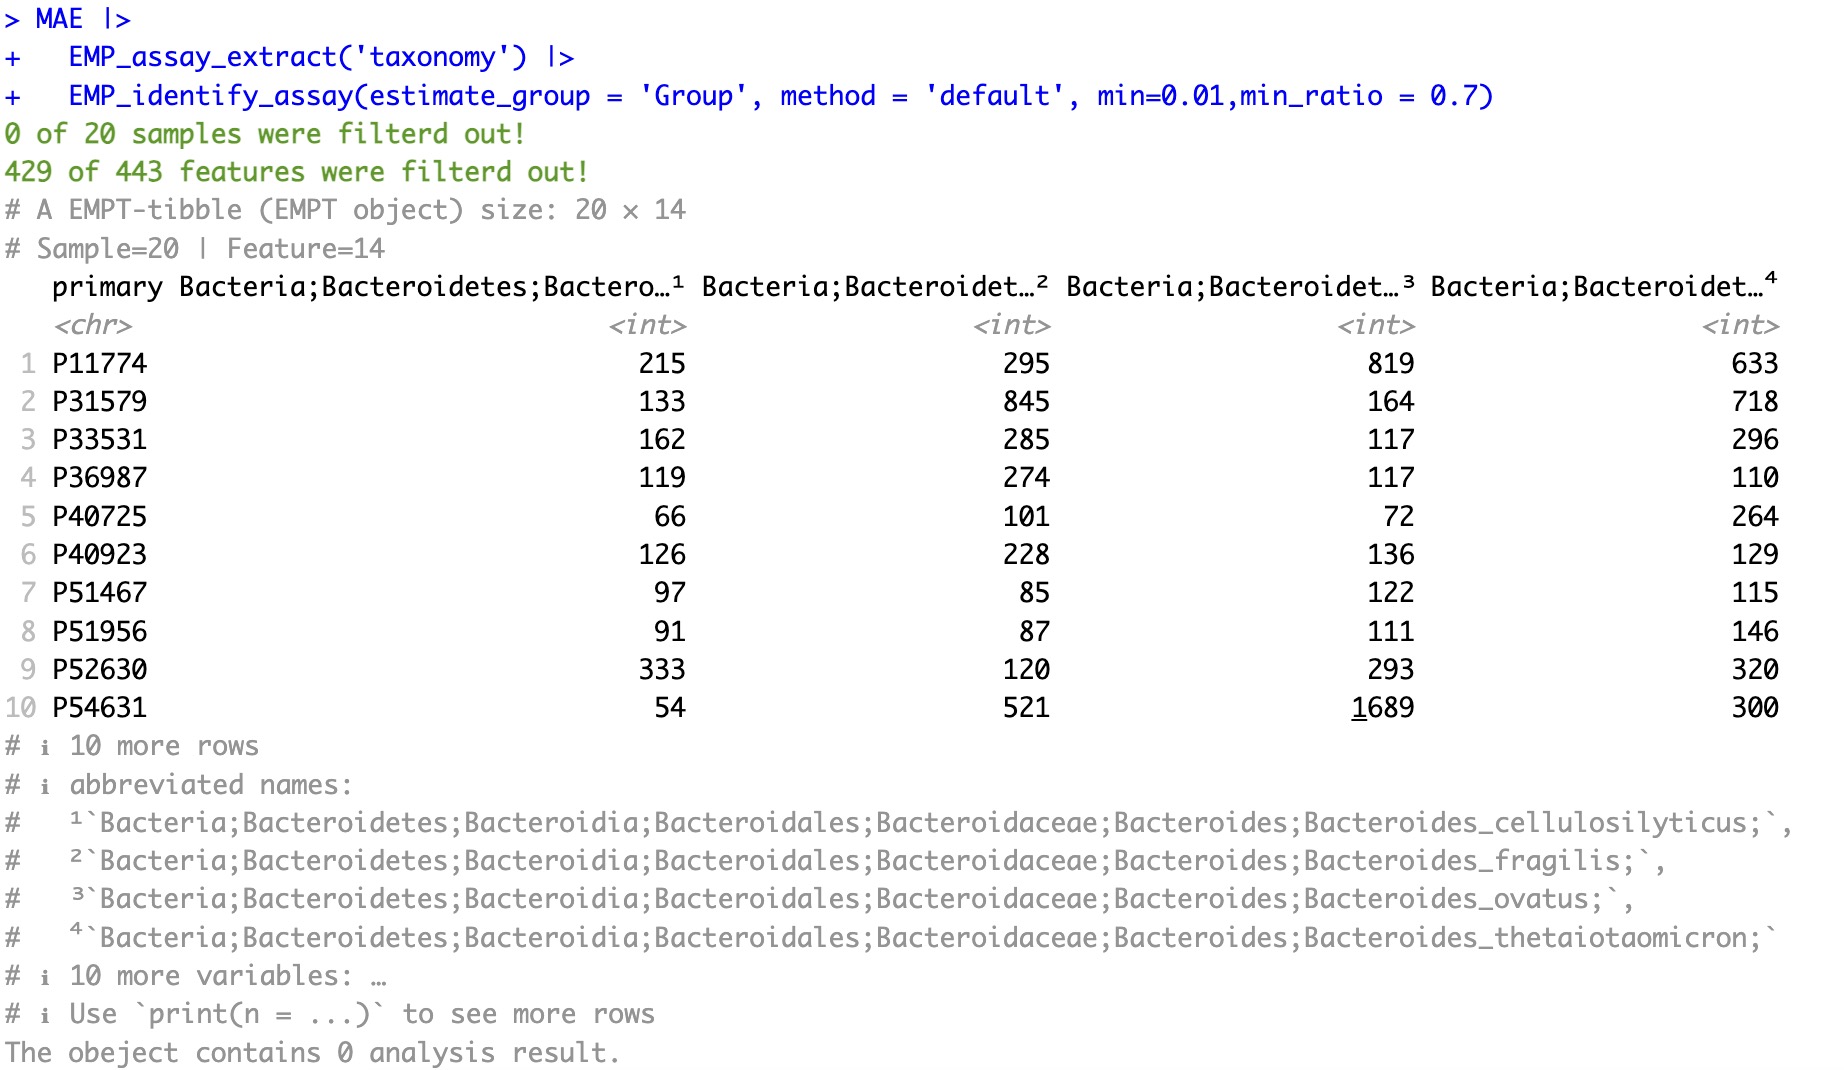 > MAE |>
+   EMP_assay_extract('taxonomy') |>
+   EMP_identify_assay(estimate_group = 'Group', method = 'default', min=0.01,min_ratio = 0.7)
0 of 20 samples were filterd out!
429 of 443 features were filterd out!
# A EMPT-tibble (EMPT object) size: 20 × 14
# Sample=20 | Feature=14
   primary Bacteria;Bacteroidetes;Bactero…¹ Bacteria;Bacteroidet…² Bacteria;Bacteroidet…³ Bacteria;Bacteroidet…⁴
   <chr>                              <int>                  <int>                  <int>                  <int>
 1 P11774                               215                    295                    819                    633
 2 P31579                               133                    845                    164                    718
 3 P33531                               162                    285                    117                    296
 4 P36987                               119                    274                    117                    110
 5 P40725                                66                    101                     72                    264
 6 P40923                               126                    228                    136                    129
 7 P51467                                97                     85                    122                    115
 8 P51956                                91                     87                    111                    146
 9 P52630                               333                    120                    293                    320
10 P54631                                54                    521                   1689                    300
# ℹ 10 more rows
# ℹ abbreviated names:
#   ¹`Bacteria;Bacteroidetes;Bacteroidia;Bacteroidales;Bacteroidaceae;Bacteroides;Bacteroides_cellulosilyticus;`,
#   ²`Bacteria;Bacteroidetes;Bacteroidia;Bacteroidales;Bacteroidaceae;Bacteroides;Bacteroides_fragilis;`,
#   ³`Bacteria;Bacteroidetes;Bacteroidia;Bacteroidales;Bacteroidaceae;Bacteroides;Bacteroides_ovatus;`,
#   ⁴`Bacteria;Bacteroidetes;Bacteroidia;Bacteroidales;Bacteroidaceae;Bacteroides;Bacteroides_thetaiotaomicron;`
# ℹ 10 more variables: …
# ℹ Use `print(n = ...)` to see more rows
The obeject contains 0 analysis result.